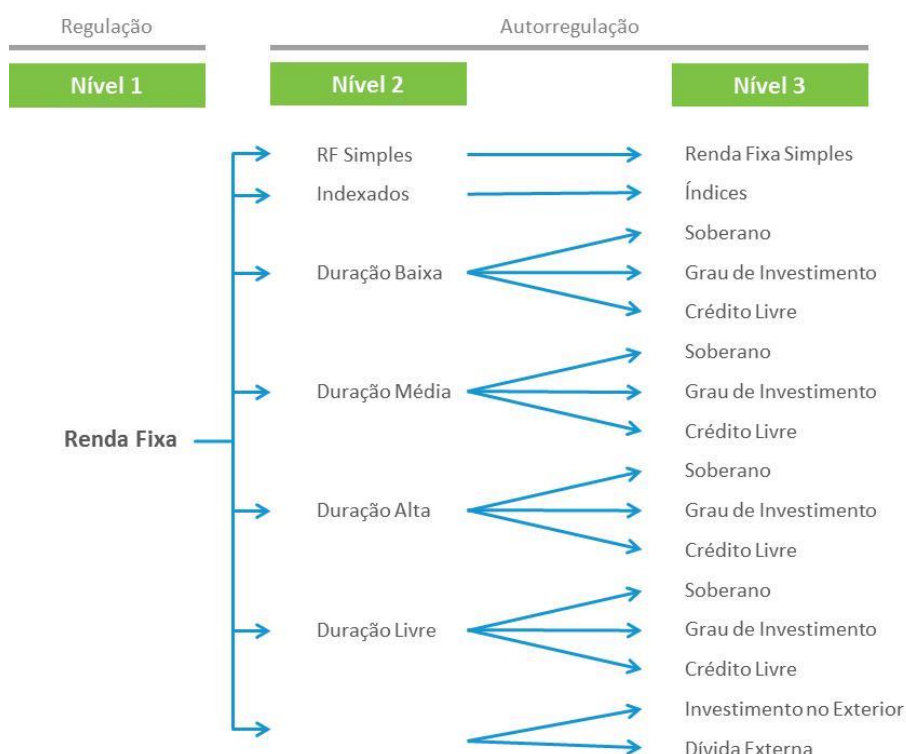 Regulação
Autorregulação
Nível 1
Nível 2
Nível 3
RF Simples
Renda Fixa Simples
Indexados
Índices
Soberano
Duração Baixa
Grau de Investimento
Crédito Livre
Soberano
Duração Média
Grau de Investimento
Crédito Livre
Renda Fixa
Soberano
Duração Alta
Grau de Investimento
Crédito Livre
Soberano
Duração Livre
Grau de Investimento
Crédito Livre
Investimento no Exterior
Dívida Externa